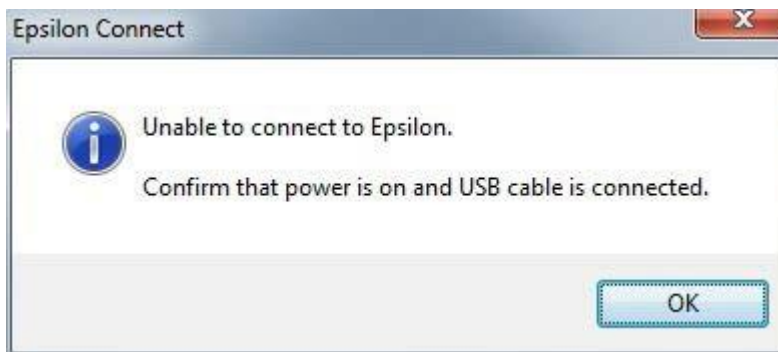 Epsilon Connect
Unable to connect to Epsilon.
Confirm that power is on and USB cable is connected.
OK